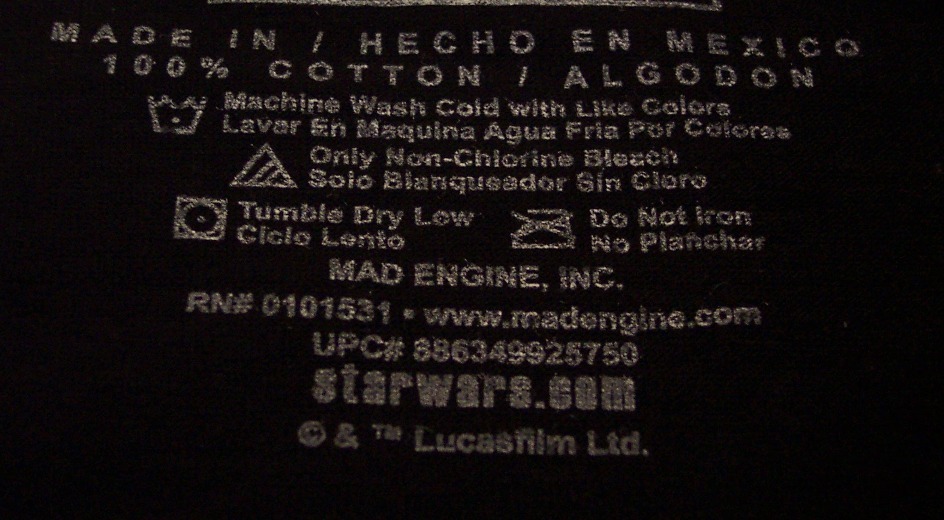 MADE IN / HECHO EN MEXICO
100% COTTON / ALGODON
Machine Wash Cold with Like Colors
Lavar En Maquina Agua Fria Por Colores
Only Non-Chlorine Bleach
Solo Blanqueador Sin Cloro
Tumble Dry Low
Ciclo Lento
Do Not Iron
No Planchar
MAD ENGINE, INC.
RN# 0101531 • www.madengine.com
UPC# 686349925750
starwars.com
© & ™ Lucasfilm Ltd.